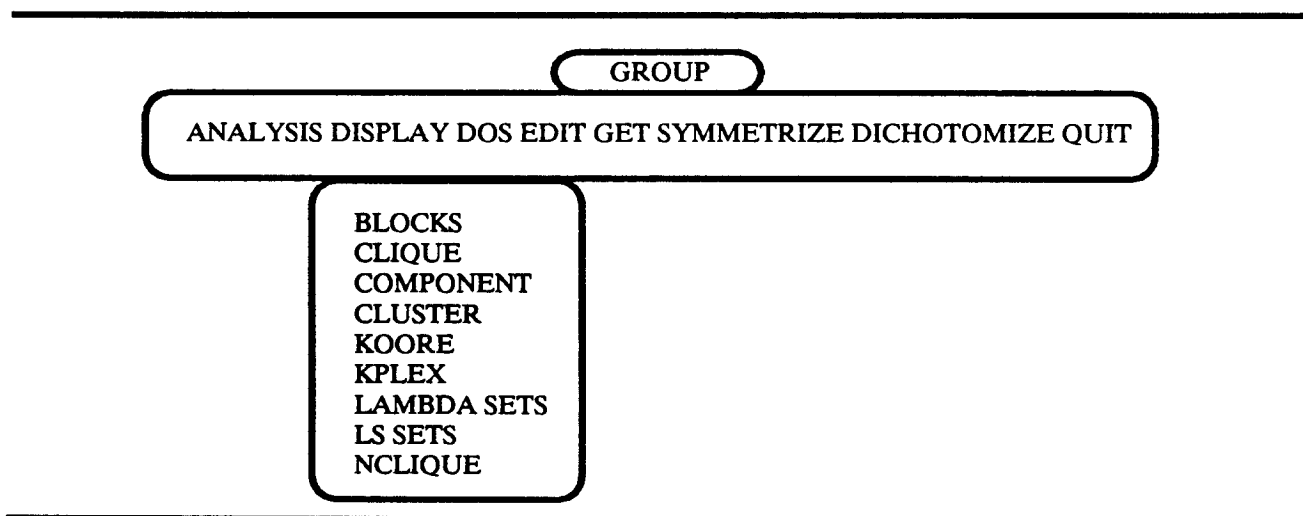 GROUP
ANALYSIS DISPLAY DOS EDIT GET SYMMETRIZE DICHOTOMIZE QUIT
BLOCKS
CLIQUE
COMPONENT
CLUSTER
KOORE
KPLEX
LAMBDA SETS
LS SETS
NCLIQUE